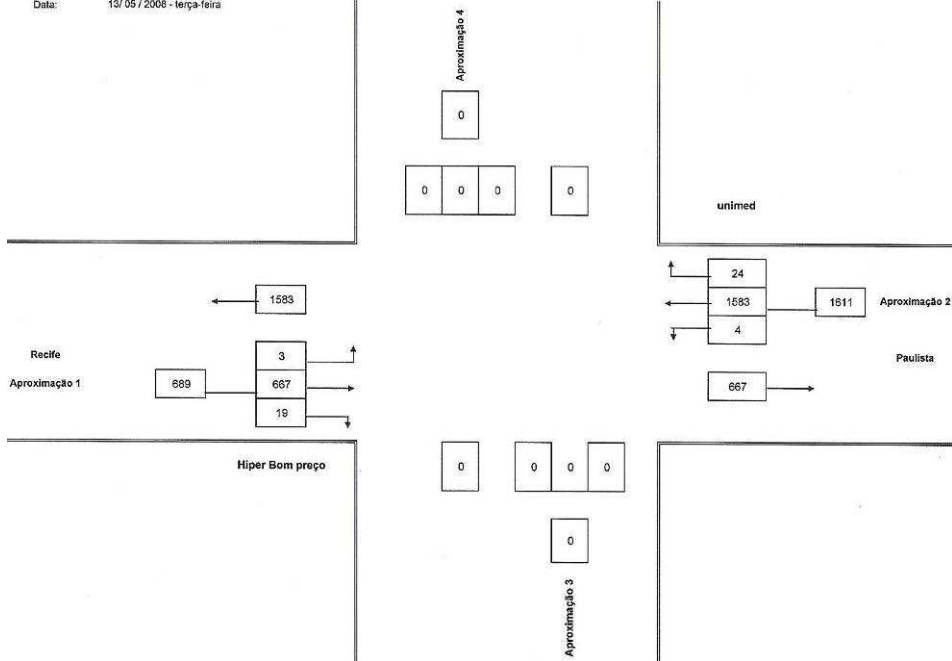 Data: 13/ 05 / 2008 - terça-feira
Aproximação 4
0
0 0 0 0
unimed
24
1583 1583 1611 Aproximação 2
4
Recife 3 Paulista
Aproximação 1 689 667 667
19
Hiper Bom preço 0 0 0 0
0
Aproximação 3